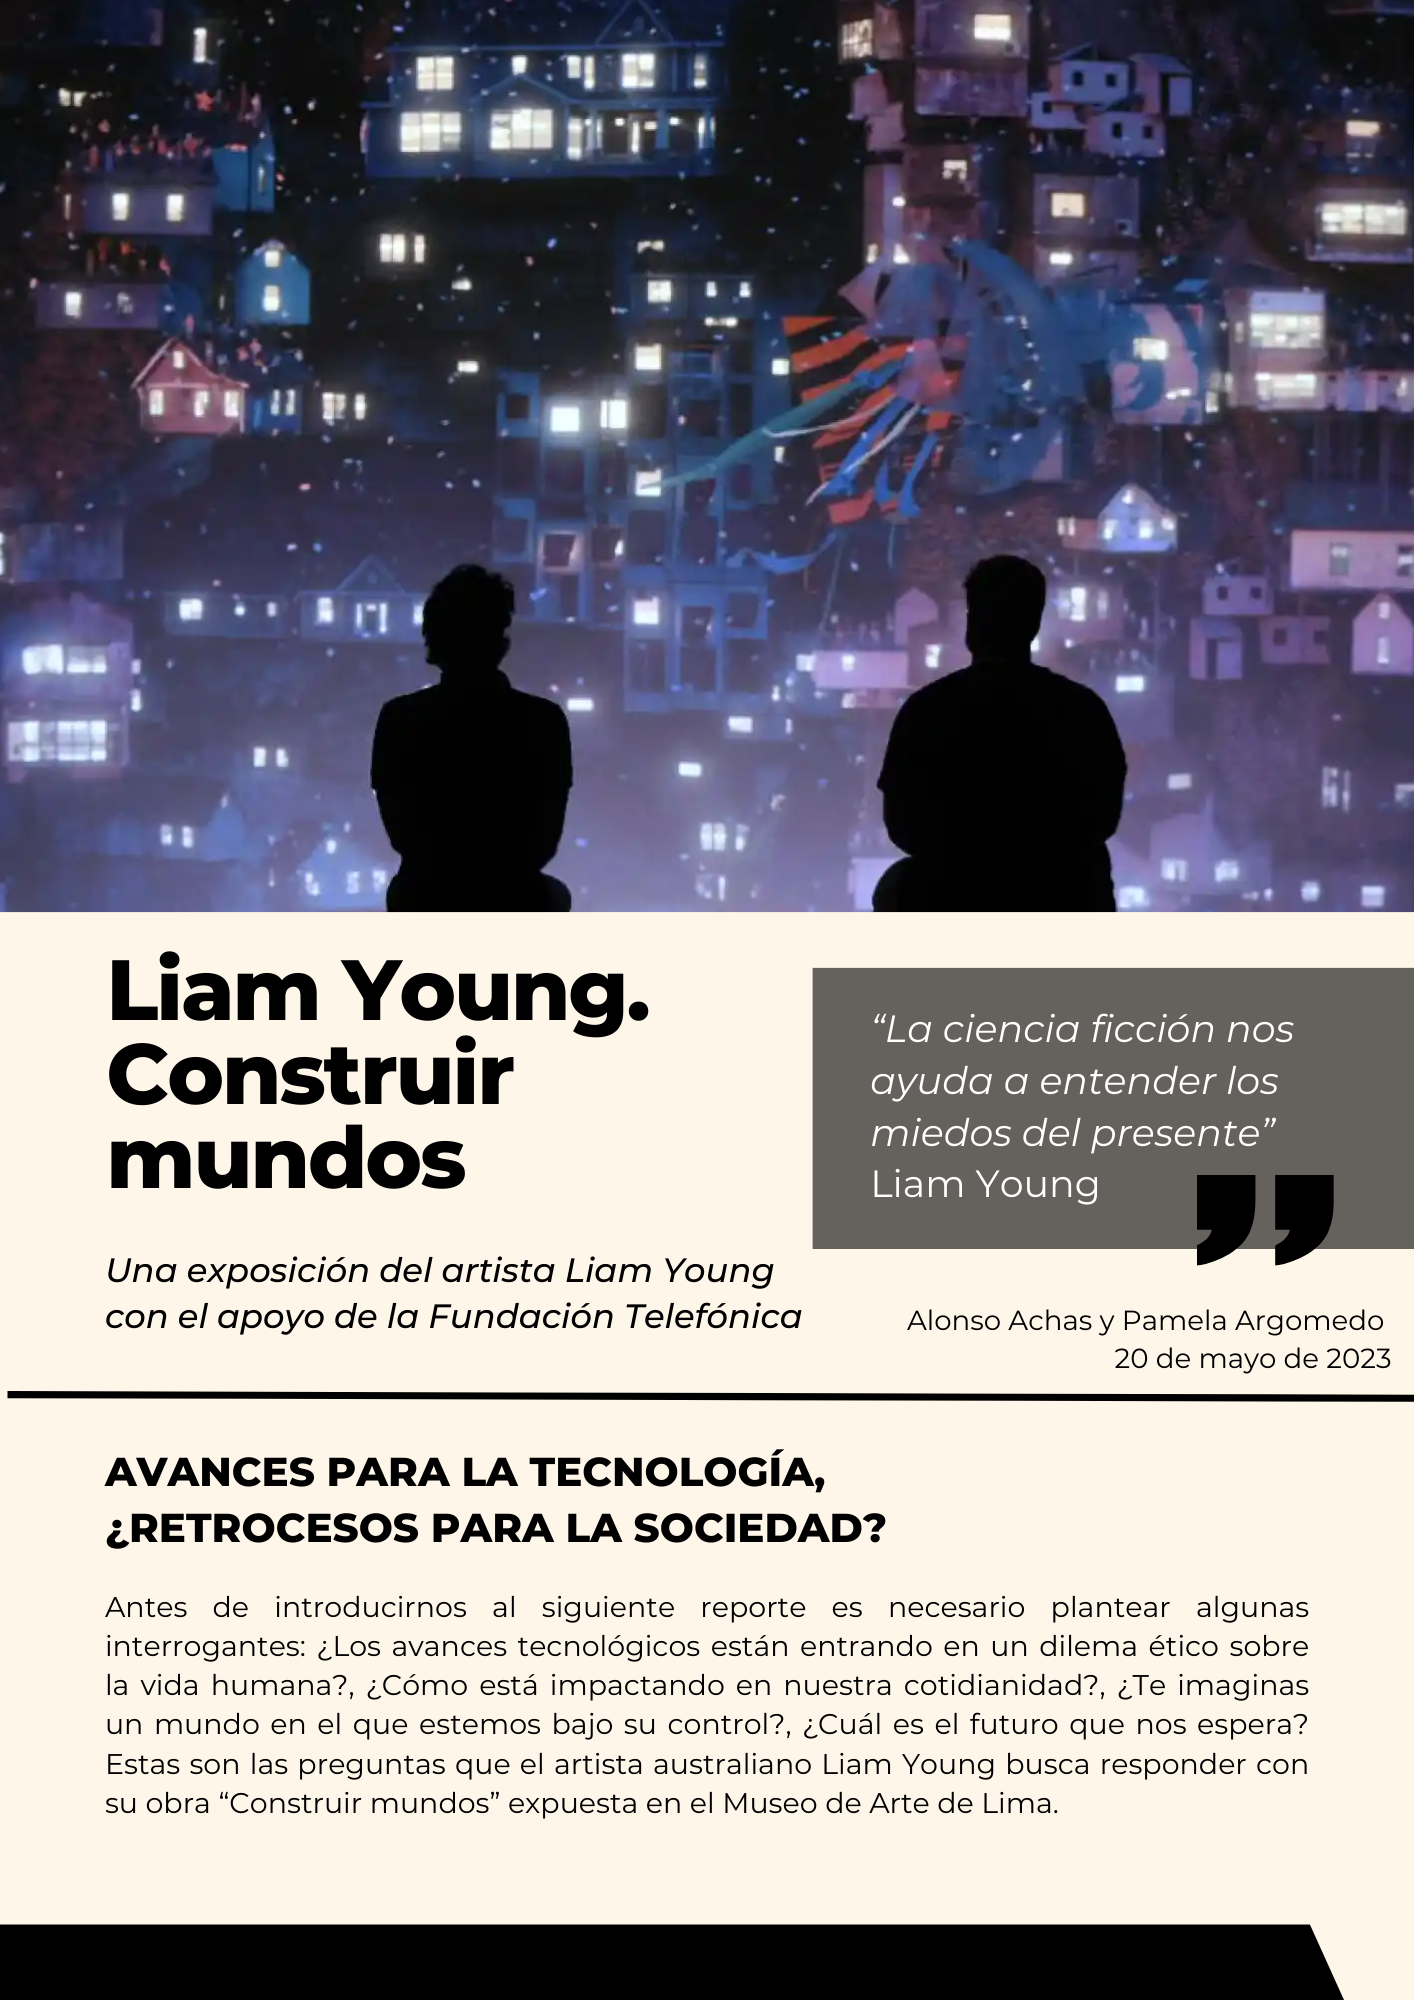 Liam Young.
Construir
mundos
“La ciencia ficción nos
ayuda a entender los
miedos del presente”
Liam Young
Una exposición del artista Liam Young
con el apoyo de la Fundación Telefónica
Alonso Achas y Pamela Argomedo
20 de mayo de 2023
AVANCES PARA LA TECNOLOGÍA,
¿RETROCESOS PARA LA SOCIEDAD?
Antes de introducirnos al siguiente reporte es necesario plantear algunas
interrogantes: ¿Los avances tecnológicos están entrando en un dilema ético sobre
la vida humana?, ¿Cómo está impactando en nuestra cotidianidad?, ¿Te imaginas
un mundo en el que estemos bajo su control?, ¿Cuál es el futuro que nos espera?
Estas son las preguntas que el artista australiano Liam Young busca responder con
su obra “Construir mundos” expuesta en el Museo de Arte de Lima.